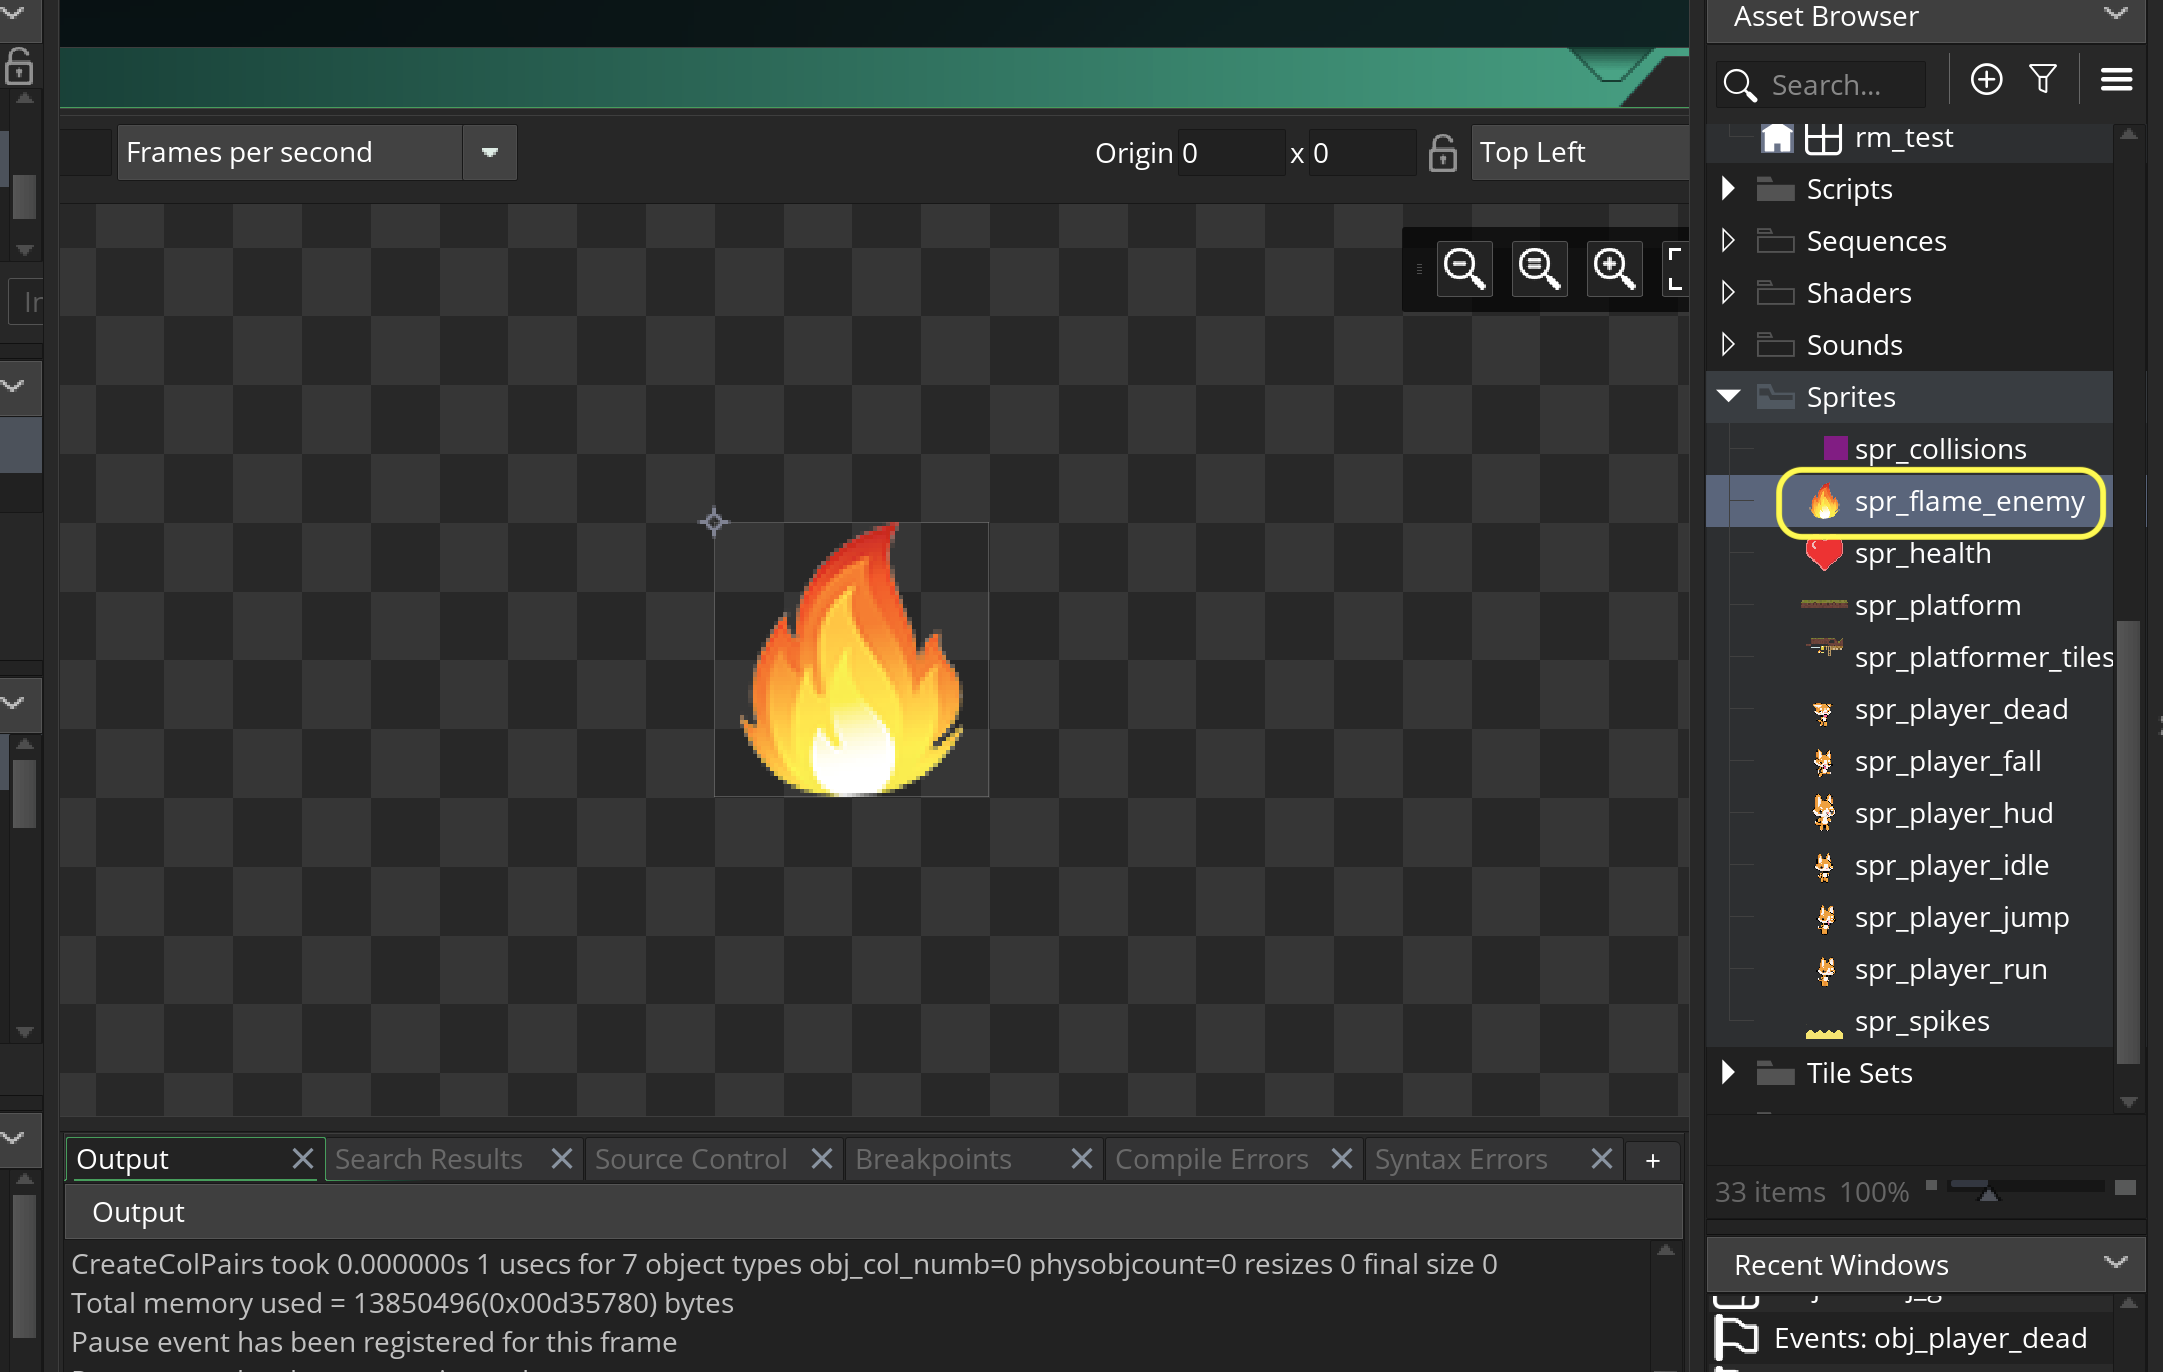 Asset Browser
Search...
Frames per second
Origin 0 x 0
Top Left
rm_test
Scripts
Sequences
Shaders
Sounds
Sprites
spr_collisions
spr_flame_enemy
spr_health
spr_platform
spr_platformer_tiles
spr_player_dead
spr_player_fall
spr_player_hud
spr_player_idle
spr_player_jump
spr_player_run
spr_spikes
Tile Sets
33 items 100%
Output
Search Results
Source Control
Breakpoints
Compile Errors
Syntax Errors
+
Output
CreateColPairs took 0.000000s 1 usecs for 7 object types obj_col_numb=0 physobjcount=0 resizes 0 final size 0
Total memory used = 13850496(0x00d35780) bytes
Pause event has been registered for this frame
Recent Windows
Events: obj_player_dead